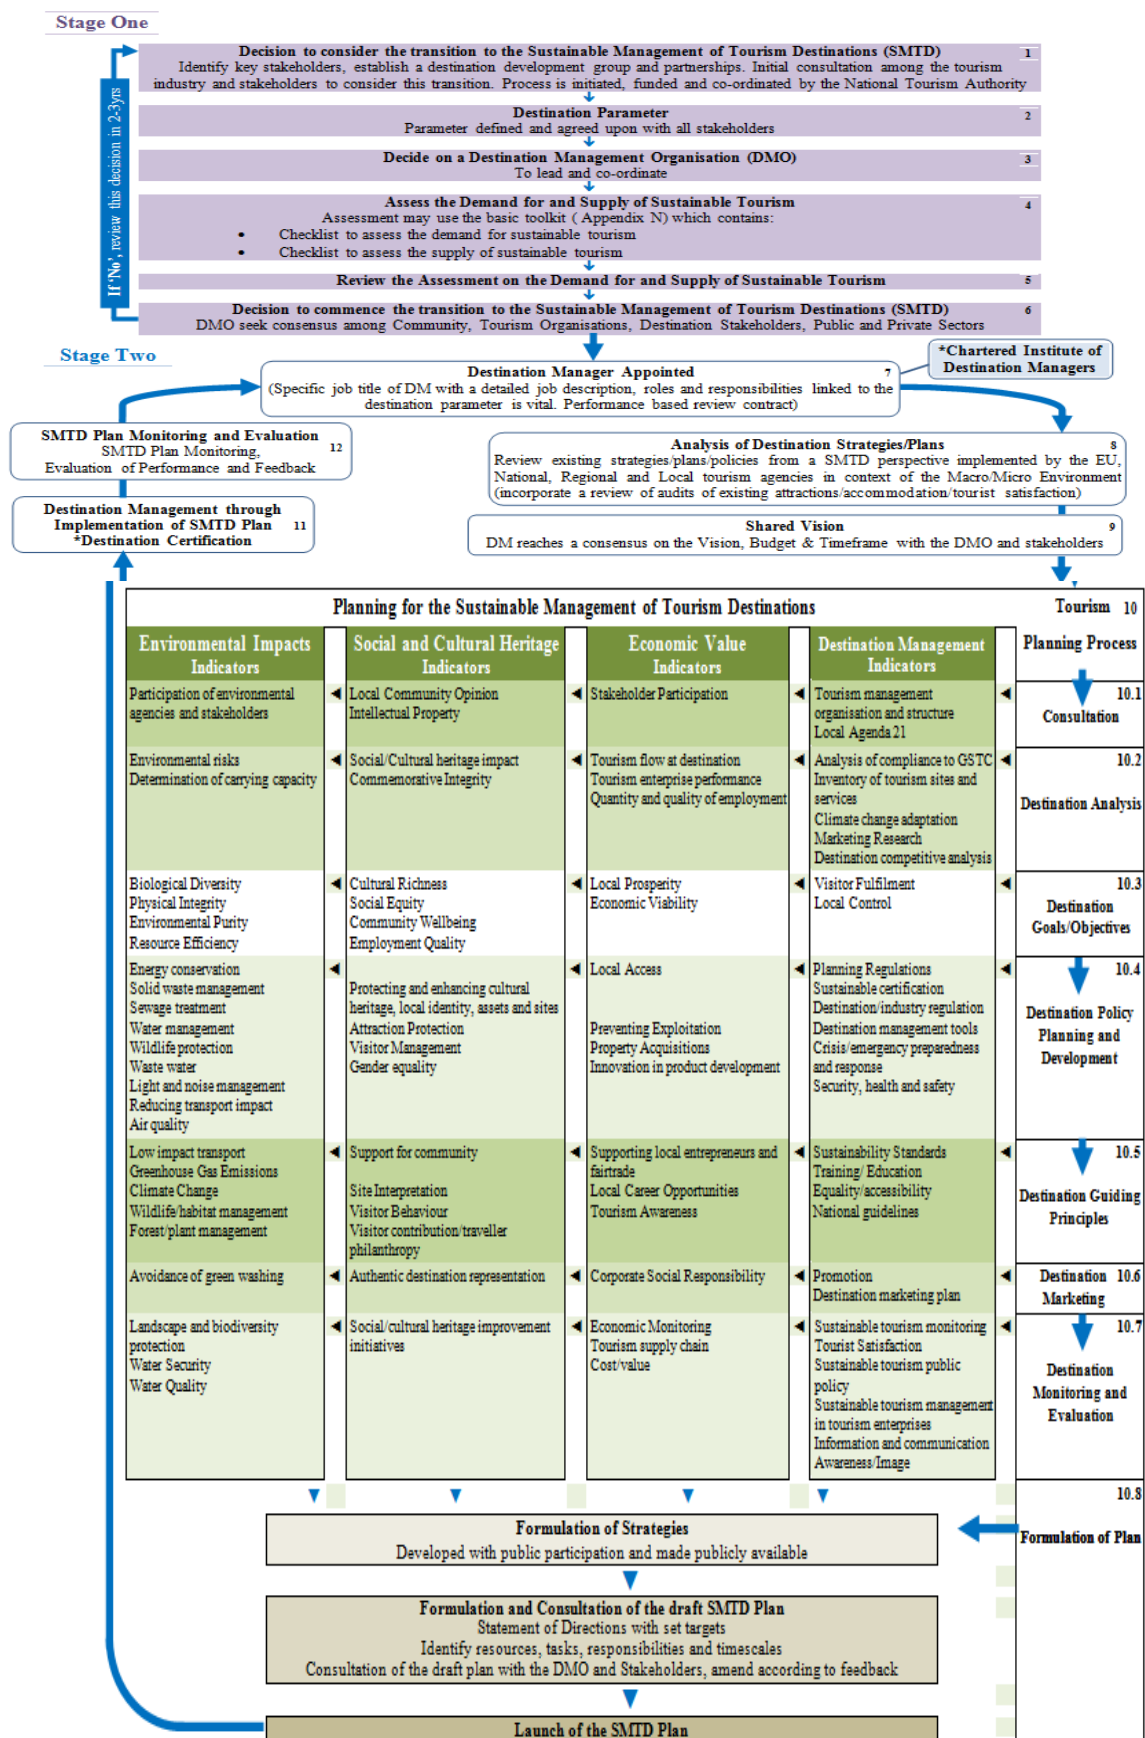 Stage One
Decision to consider the transition to the Sustainable Management of Tourism Destinations (SMTD) 1
Identify key stakeholders, establish a destination development group and partnerships. Initial consultation among the tourism
industry and stakeholders to consider this transition. Process is initiated, funded and co-ordinated by the National Tourism Authority
Destination Parameter 2
Parameter defined and agreed upon with all stakeholders
Decide on a Destination Management Organisation (DMO) 3
To lead and co-ordinate
Assess the Demand for and Supply of Sustainable Tourism 4
Assessment may use the basic toolkit ( Appendix N) which contains:
• Checklist to assess the demand for sustainable tourism
• Checklist to assess the supply of sustainable tourism
Review the Assessment on the Demand for and Supply of Sustainable Tourism 5
Decision to commence the transition to the Sustainable Management of Tourism Destinations (SMTD) 6
DMO seek consensus among Community, Tourism Organisations, Destination Stakeholders, Public and Private Sectors
If 'No', review this decision in 2-3yrs
Stage Two
Destination Manager Appointed 7
(Specific job title of DM with a detailed job description, roles and responsibilities linked to the
destination parameter is vital. Performance based review contract)
*Chartered Institute of
Destination Managers
Analysis of Destination Strategies/Plans 8
Review existing strategies/plans/policies from a SMTD perspective implemented by the EU,
National, Regional and Local tourism agencies in context of the Macro/Micro Environment
(incorporate a review of audits of existing attractions/accommodation/tourist satisfaction)
Shared Vision 9
DM reaches a consensus on the Vision, Budget & Timeframe with the DMO and stakeholders
SMTD Plan Monitoring and Evaluation
SMTD Plan Monitoring, 12
Evaluation of Performance and Feedback
Destination Management through
Implementation of SMTD Plan 11
*Destination Certification
Planning for the Sustainable Management of Tourism Destinations
Tourism 10
Planning Process
Environmental Impacts
Indicators
Social and Cultural Heritage
Indicators
Economic Value
Indicators
Destination Management
Indicators
Participation of environmental
agencies and stakeholders
Local Community Opinion
Intellectual Property
Stakeholder Participation
Tourism management
organisation and structure
Local Agenda 21
10.1
Consultation
Environmental risks
Determination of carrying capacity
Social/Cultural heritage impact
Commemorative Integrity
Tourism flow at destination
Tourism enterprise performance
Quantity and quality of employment
Analysis of compliance to GSTC
Inventory of tourism sites and
services
Climate change adaptation
Marketing Research
Destination competitive analysis
10.2
Destination Analysis
Biological Diversity
Physical Integrity
Environmental Purity
Resource Efficiency
Cultural Richness
Social Equity
Community Wellbeing
Employment Quality
Local Prosperity
Economic Viability
Visitor Fulfilment
Local Control
10.3
Destination
Goals/Objectives
Energy conservation
Solid waste management
Sewage treatment
Water management
Wildlife protection
Waste water
Light and noise management
Reducing transport impact
Air quality
Protecting and enhancing cultural
heritage, local identity, assets and sites
Attraction Protection
Visitor Management
Gender equality
Local Access
Preventing Exploitation
Property Acquisitions
Innovation in product development
Planning Regulations
Sustainable certification
Destination/industry regulation
Destination management tools
Crisis/emergency preparedness
and response
Security, health and safety
10.4
Destination Policy
Planning and
Development
Low impact transport
Greenhouse Gas Emissions
Climate Change
Wildlife/habitat management
Forest/plant management
Support for community
Site Interpretation
Visitor Behaviour
Visitor contribution/traveller
philanthropy
Supporting local entrepreneurs and
fairtrade
Local Career Opportunities
Tourism Awareness
Sustainability Standards
Training/ Education
Equality/accessibility
National guidelines
10.5
Destination Guiding
Principles
Avoidance of green washing
Authentic destination representation
Corporate Social Responsibility
Promotion
Destination marketing plan
Destination 10.6
Marketing
Landscape and biodiversity
protection
Water Security
Water Quality
Social/cultural heritage improvement
initiatives
Economic Monitoring
Tourism supply chain
Cost/value
Sustainable tourism monitoring
Tourist Satisfaction
Sustainable tourism public
policy
Sustainable tourism management
in tourism enterprises
Information and communication
Awareness/Image
10.7
Destination
Monitoring and
Evaluation
10.8
Formulation of Plan
Formulation of Strategies
Developed with public participation and made publicly available
Formulation and Consultation of the draft SMTD Plan
Statement of Directions with set targets
Identify resources, tasks, responsibilities and timescales
Consultation of the draft plan with the DMO and Stakeholders, amend according to feedback
Launch of the SMTD Plan